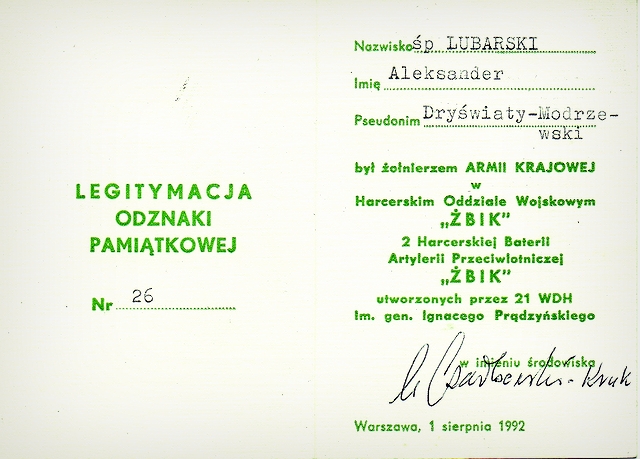 LEGITYMACJA
ODZNAKI
PAMIĄTKOWEJ
Nr 26
Nazwisko śp LUBARSKI
Imię Aleksander
Pseudonim Dryświaty-Modrze-
wski
był żołnierzem ARMII KRAJOWEJ
w
Harcerskim Oddziale Wojskowym
„ŻBIK”
2 Harcerskiej Baterii
Artylerii Przeciwlotniczej
„ŻBIK”
utworzonych przez 21 WDH
Im. gen. Ignacego Prądzyńskiego
w imieniu środowiska
Warszawa, 1 sierpnia 1992